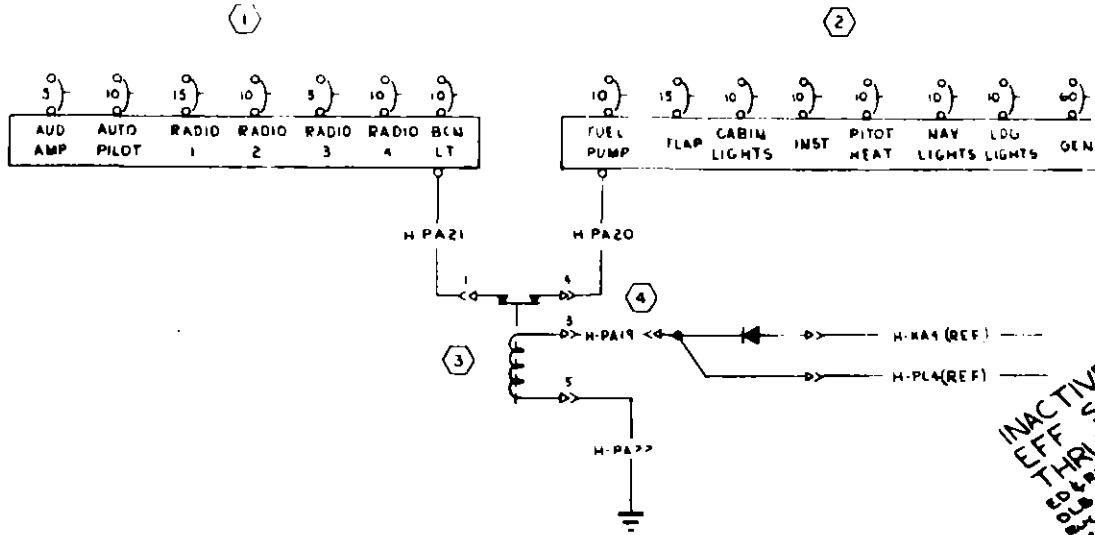 1
2
5 10 15 10 5 10 10
10 15 10 10 10 10 10 60
AUD AMP
AUTO PILOT
RADIO 1
RADIO 2
RADIO 3
RADIO 4
BCN LT
FUEL PUMP
FLAP
CABIN LIGHTS
INST
PITOT HEAT
NAV LIGHTS
LDG LIGHTS
GEN
H-PA21
H-PA20
1
4
4
3
H-PA19
H-KA4 (REF)
3
H-PL4(REF)
5
H-PA22
INACTIVE
EFF
THRU